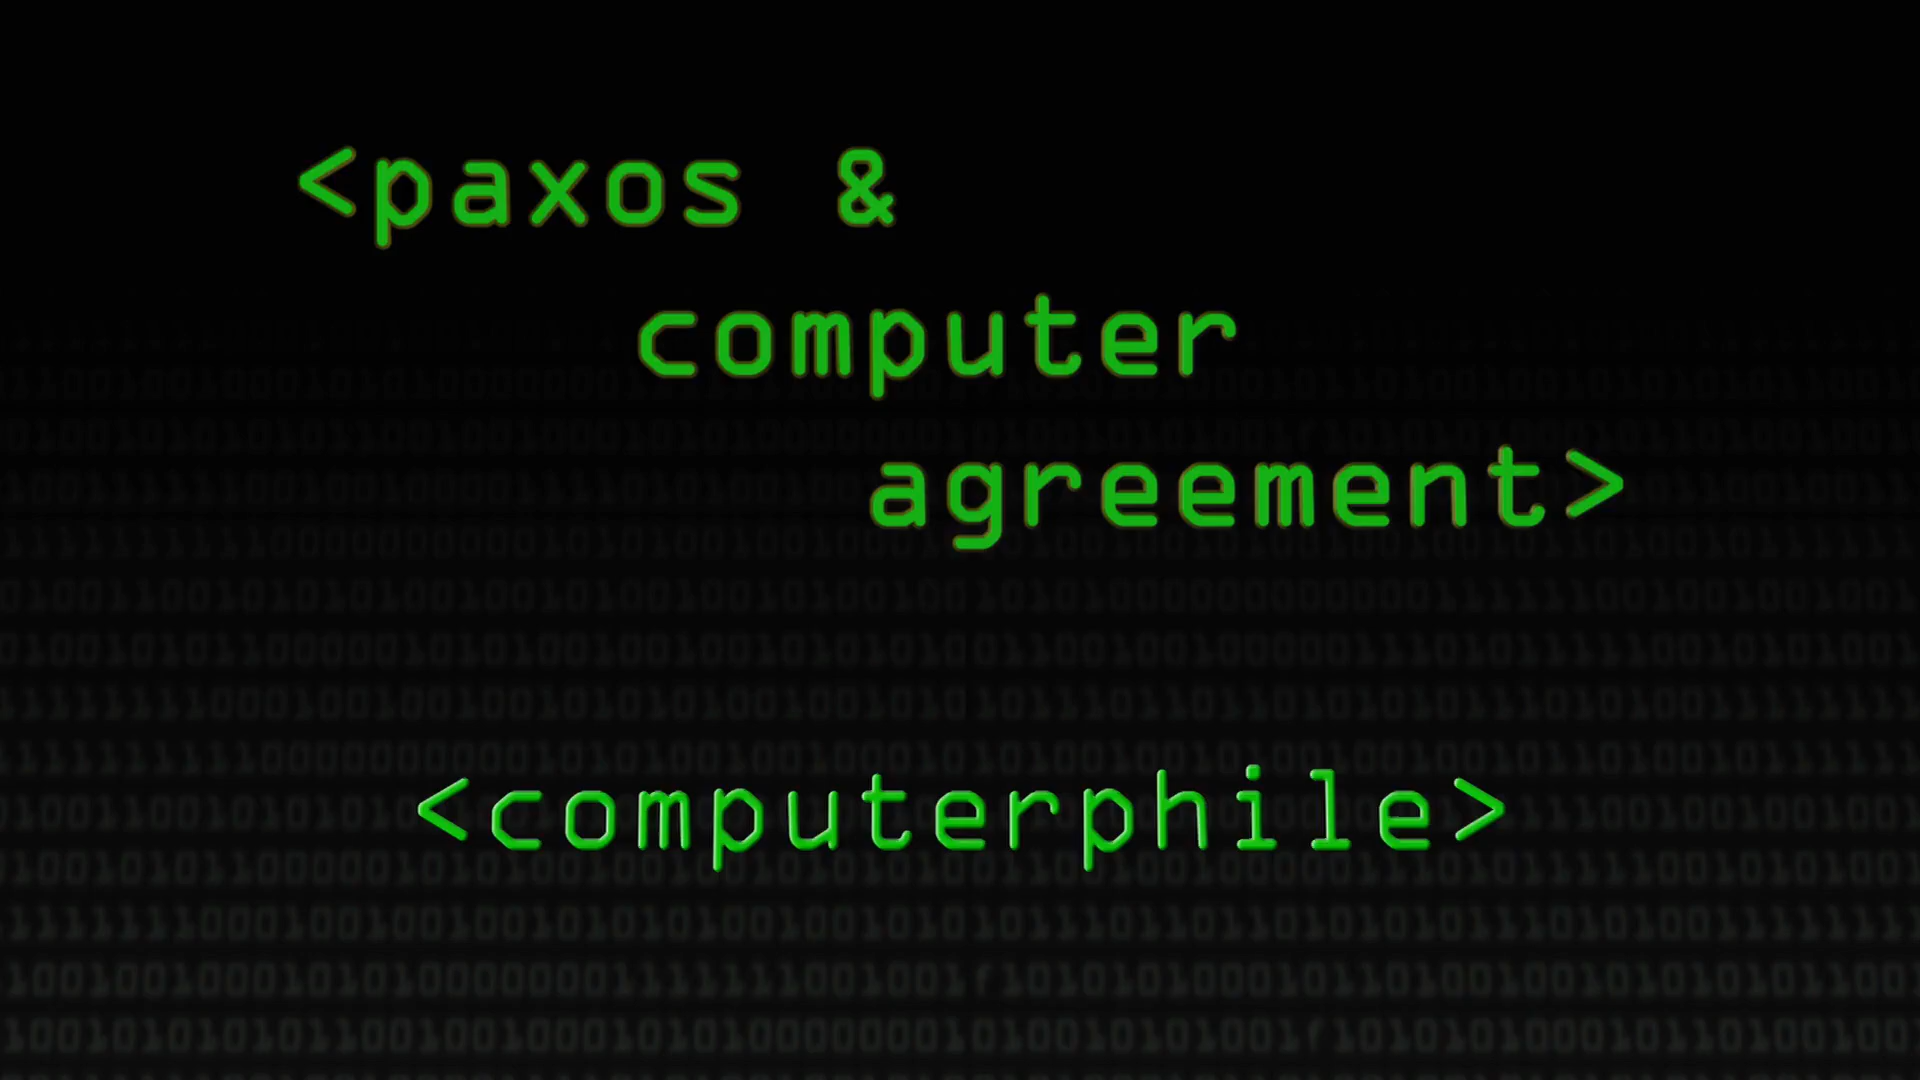 <paxos &
computer
agreement>
<computerphile>